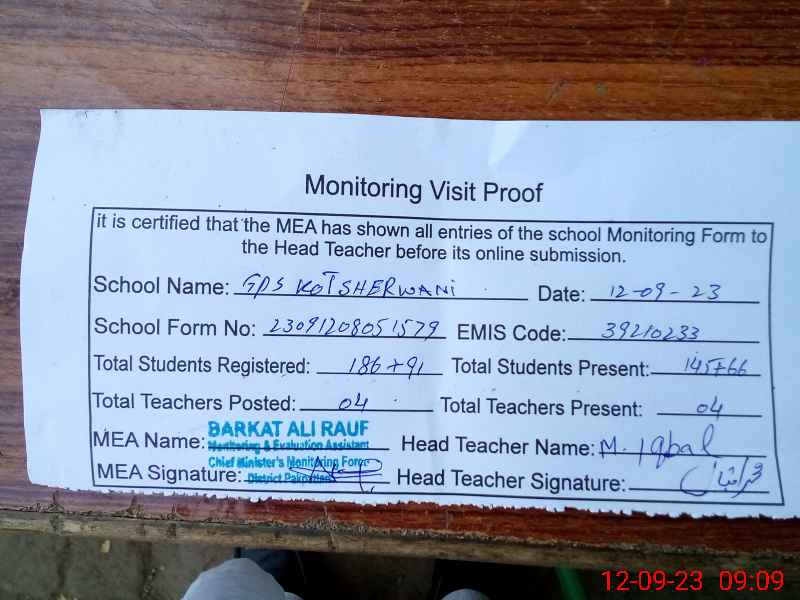 Monitoring Visit Proof
it is certified that the MEA has shown all entries of the school Monitoring Form to
the Head Teacher before its online submission.
School Name: GPS KOT SHERWANI Date: 12-09-23
School Form No: 23091208051579 EMIS Code: 39210233
Total Students Registered: 186+91 Total Students Present: 145+66
Total Teachers Posted: 04 Total Teachers Present: 04
MEA Name: BARKAT ALI RAUF Head Teacher Name: M. Iqbal
Monitoring & Evaluation Assistant
Chief Minister's Monitoring Force
MEA Signature: District Head Teacher Signature:
12-09-23 09:09